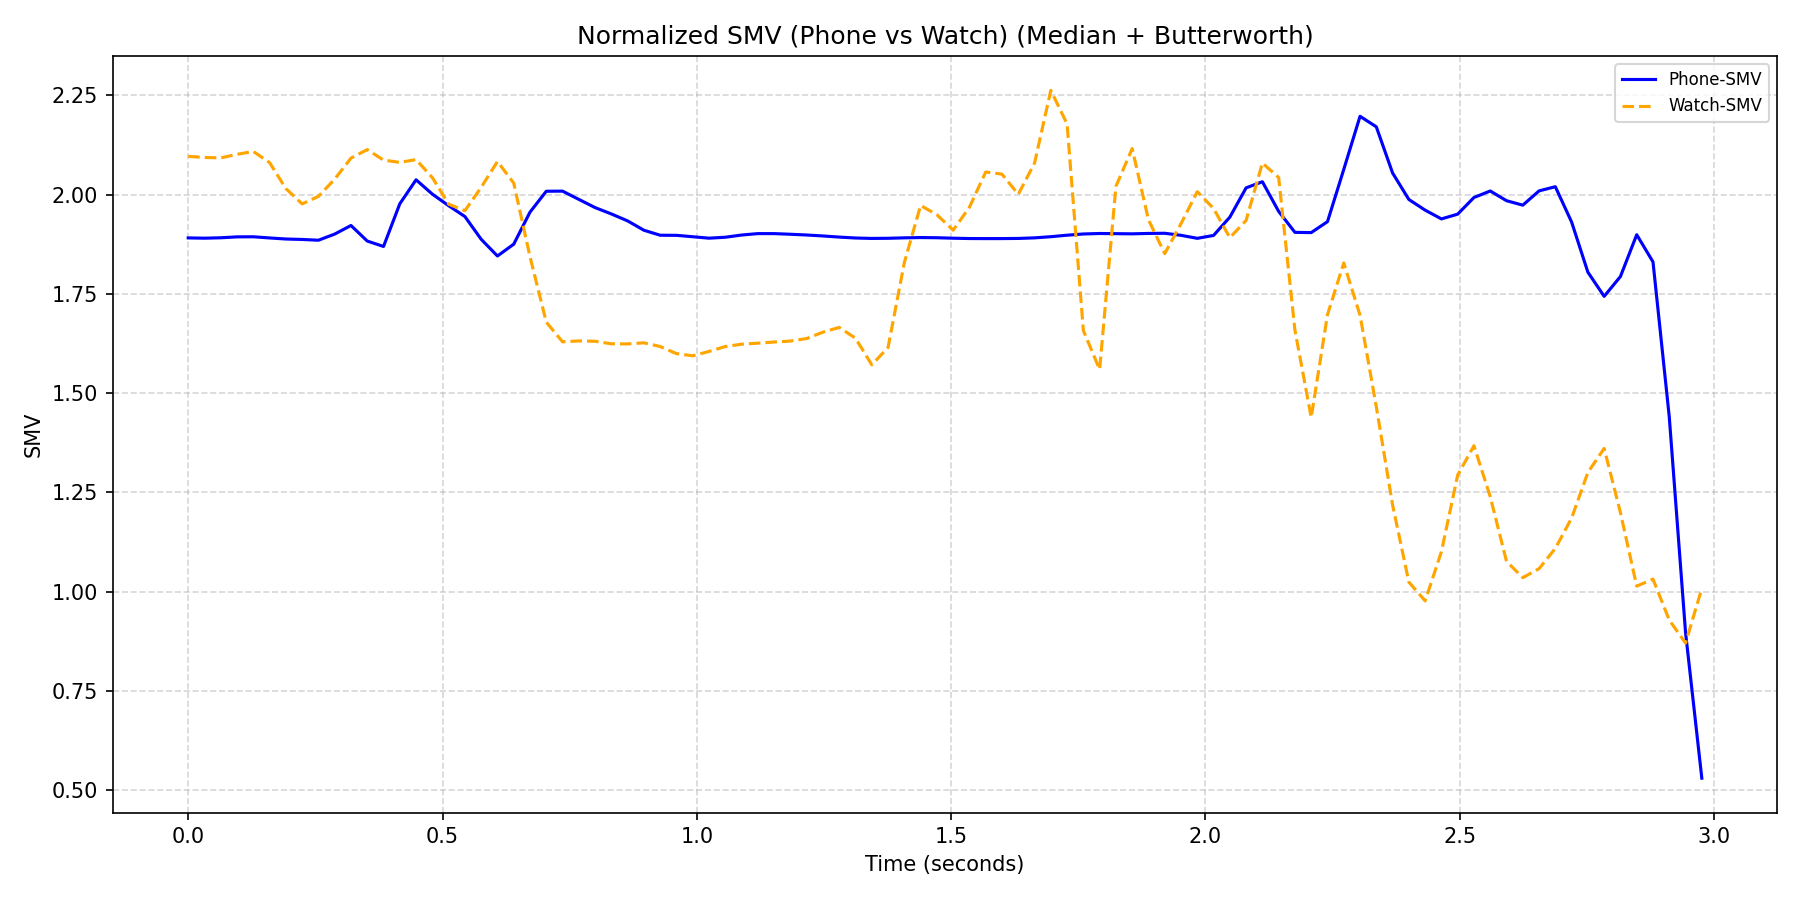 Normalized SMV (Phone vs Watch) (Median + Butterworth)
Phone-SMV
Watch-SMV
2.25
2.00
1.75
1.50
1.25
1.00
0.75
0.50
SMV
0.0 0.5 1.0 1.5 2.0 2.5 3.0
Time (seconds)